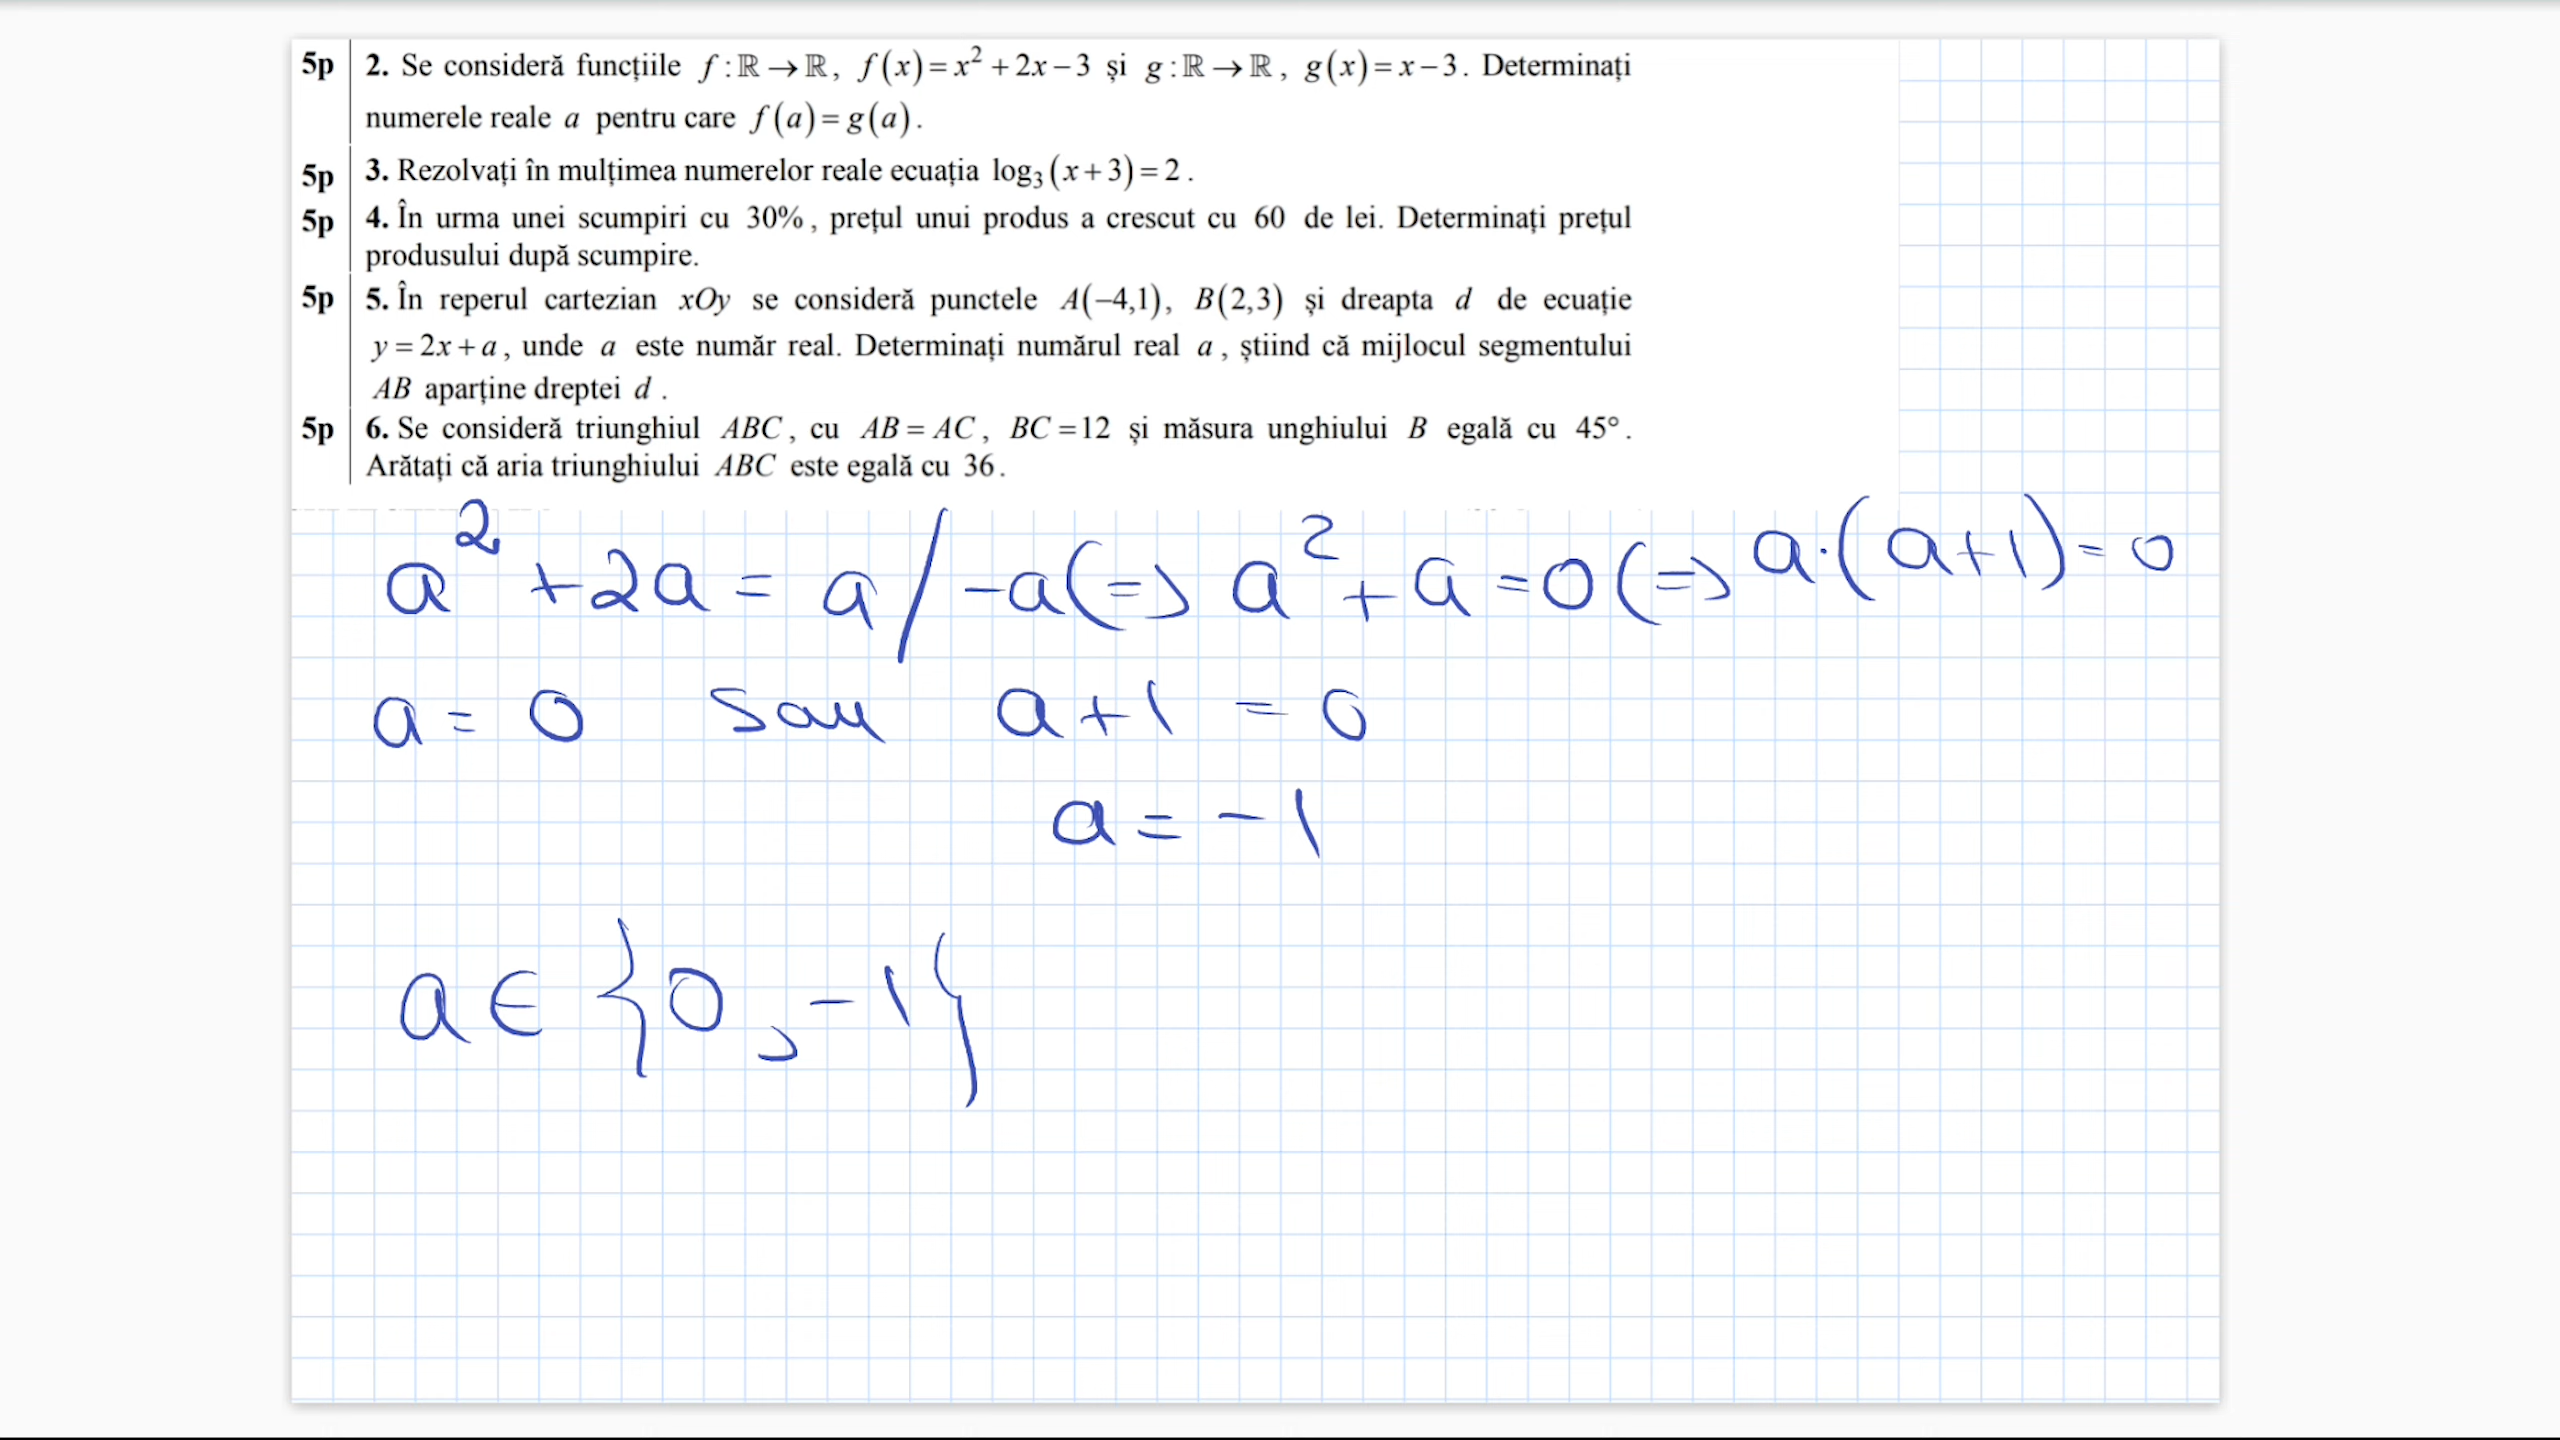 5p 2. Se consideră funcțiile f : ℝ → ℝ, f(x) = x² + 2x − 3 și g : ℝ → ℝ, g(x) = x − 3. Determinați
numerele reale a pentru care f(a) = g(a).
5p 3. Rezolvați în mulțimea numerelor reale ecuația log₃(x + 3) = 2.
5p 4. În urma unei scumpiri cu 30%, prețul unui produs a crescut cu 60 de lei. Determinați prețul
produsului după scumpire.
5p 5. În reperul cartezian xOy se consideră punctele A(−4,1), B(2,3) și dreapta d de ecuație
y = 2x + a, unde a este număr real. Determinați numărul real a, știind că mijlocul segmentului
AB aparține dreptei d.
5p 6. Se consideră triunghiul ABC, cu AB = AC, BC = 12 și măsura unghiului B egală cu 45°.
Arătați că aria triunghiului ABC este egală cu 36.
a² + 2a = a / −a (=) a² + a = 0 (=) a·(a+1) = 0
a = 0 sau a + 1 = 0
a = −1
a ∈ {0, −1}